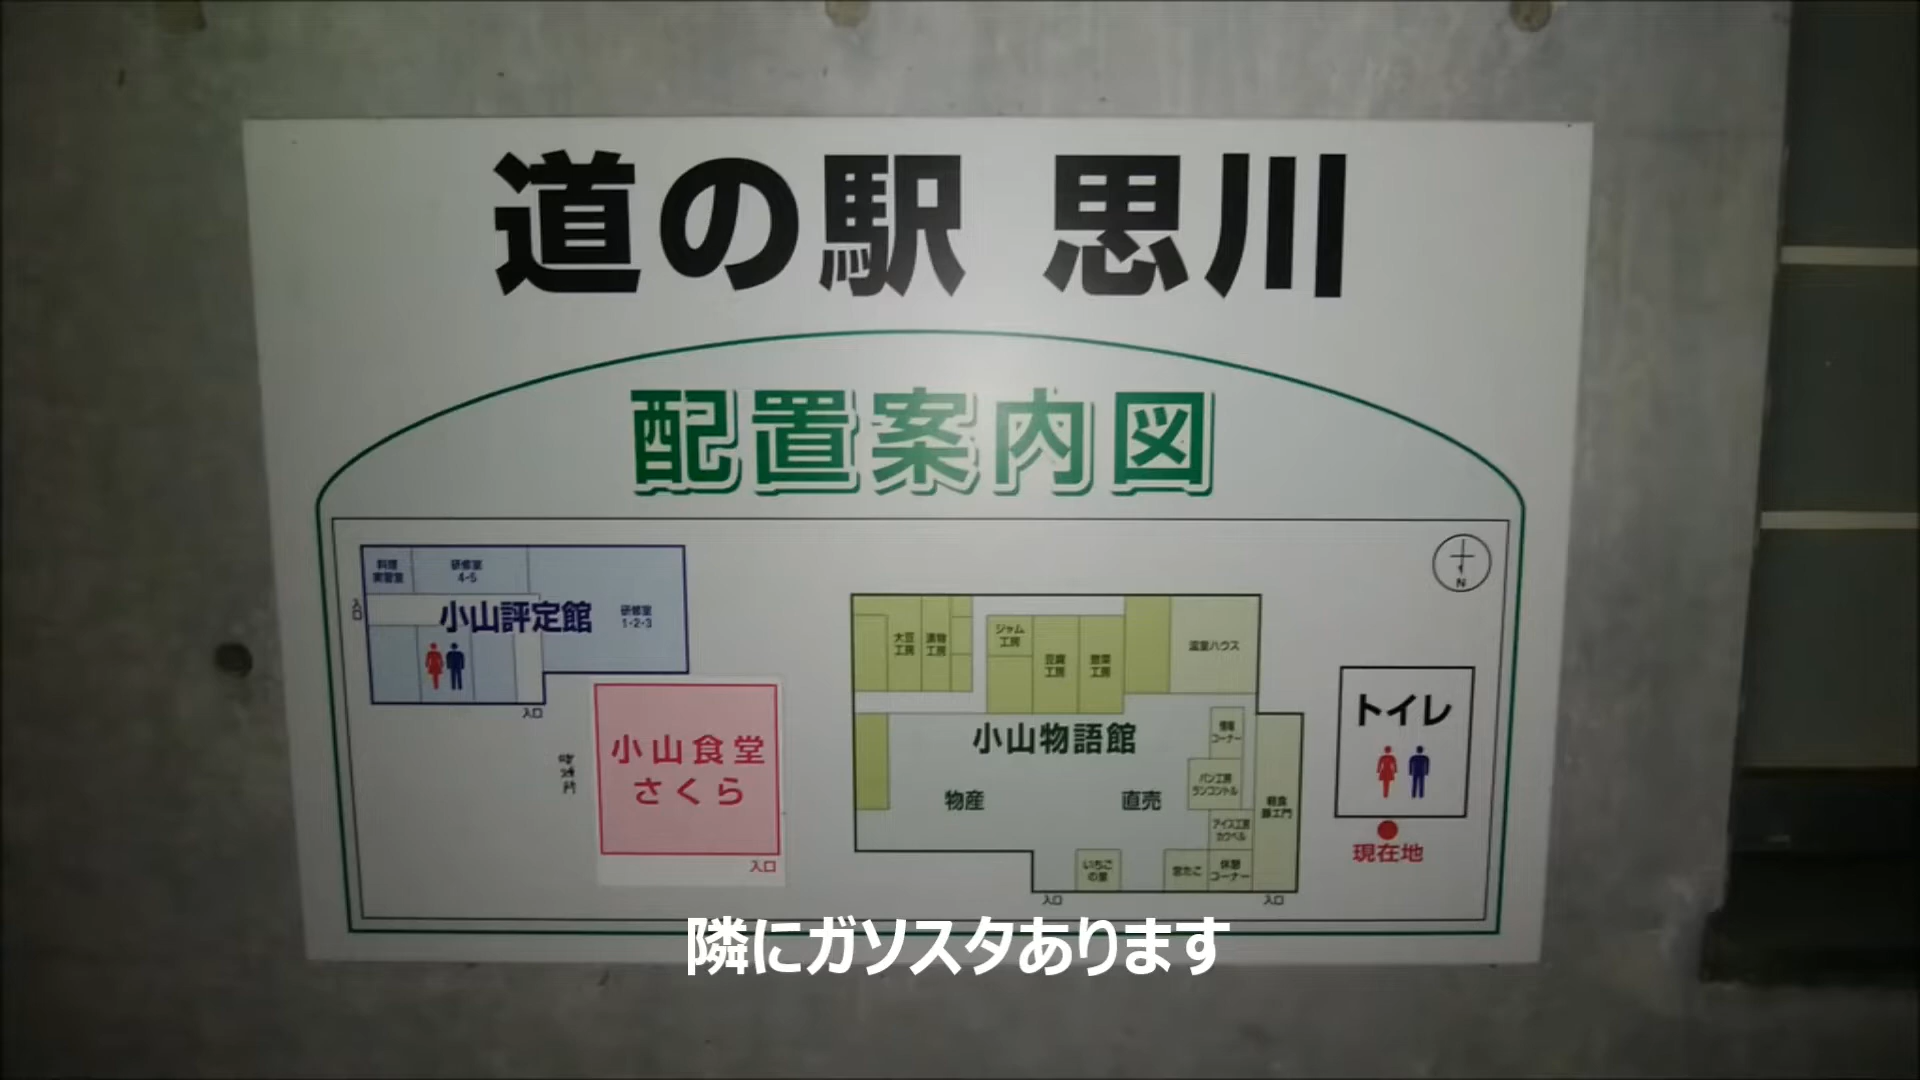 道の駅 思川
配置案内図
料理
実習室
研修室
4-5
小山評定館
研修室
1-2-3
入口
入口
小山食堂
さくら
入口
大豆
工房
漬物
工房
ジャム
工房
豆腐
工房
惣菜
工房
温室ハウス
小山物語館
物産
直売
情報
コーナー
パン工房
ランコントル
アイス工房
カウベル
軽食
いちご
の里
休憩
コーナー
入口
入口
トイレ
現在地
N
隣にガソスタあります